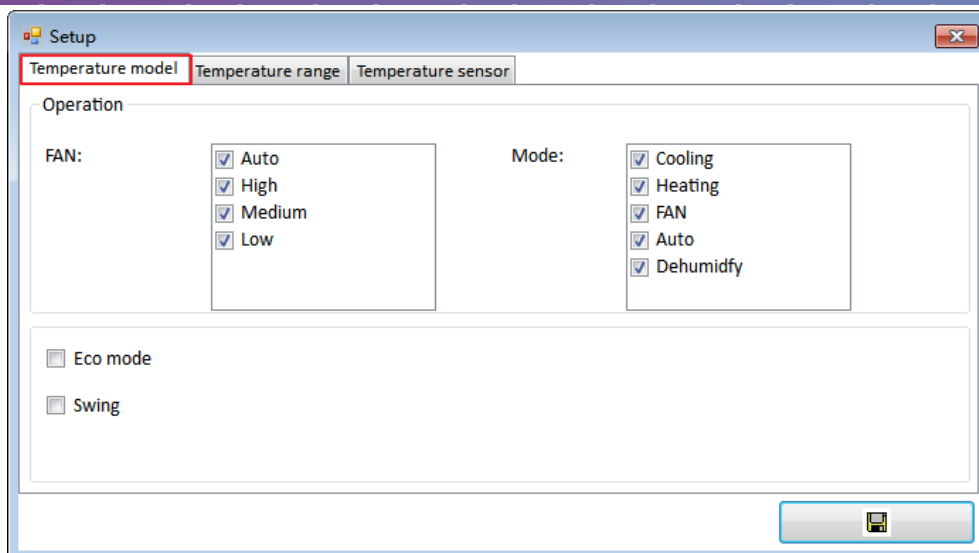 Setup
Temperature model Temperature range Temperature sensor
Operation
FAN: Auto Mode: Cooling
High Heating
Medium FAN
Low Auto
Dehumidfy
Eco mode
Swing